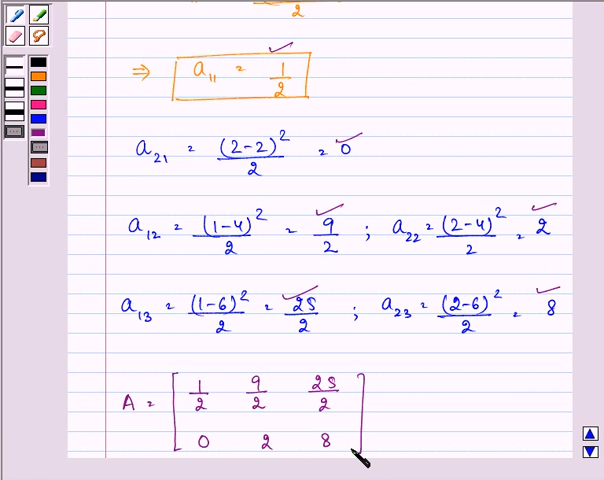 2
⇒ a₁₁ = 1/2
a₂₁ = (2-2)²/2 = 0
a₁₂ = (1-4)²/2 = 9/2 ; a₂₂ = (2-4)²/2 = 2
a₁₃ = (1-6)²/2 = 25/2 ; a₂₃ = (2-6)²/2 = 8
A = [ 1/2 9/2 25/2
0 2 8 ]